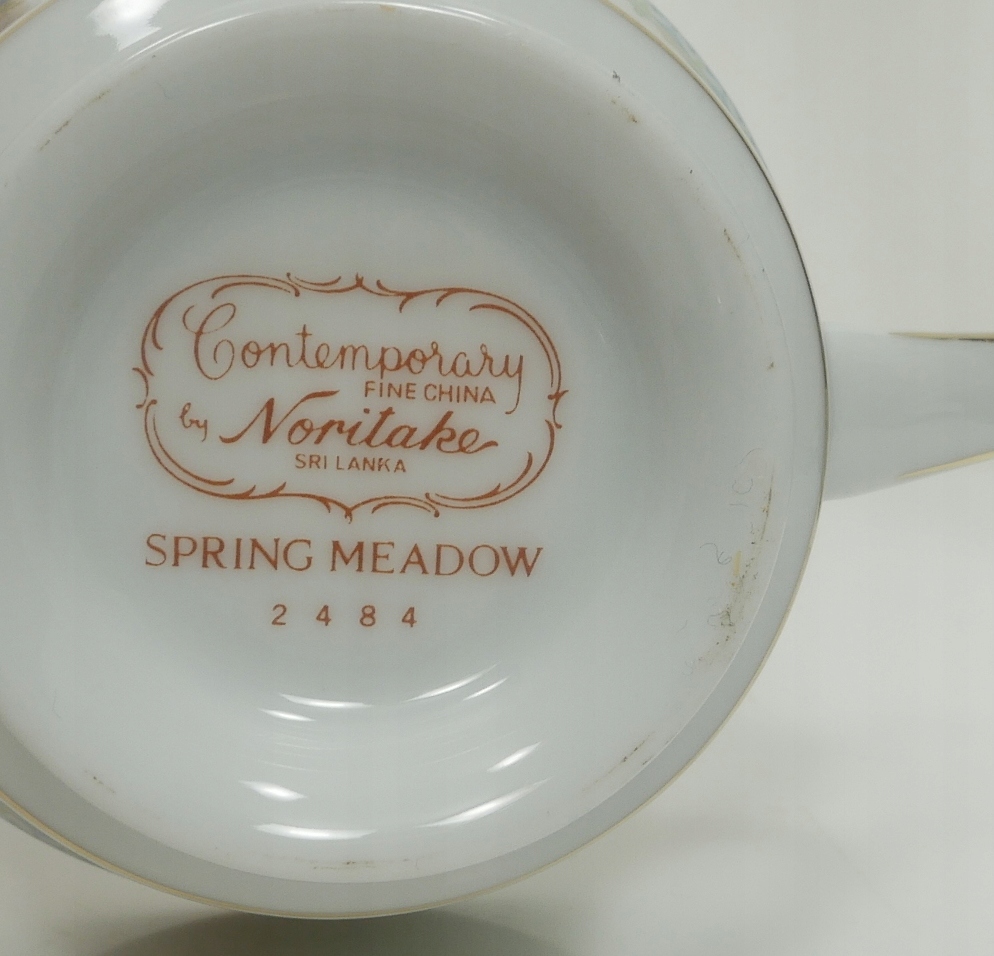 Contemporary
FINE CHINA
by Noritake
SRI LANKA
SPRING MEADOW
2484